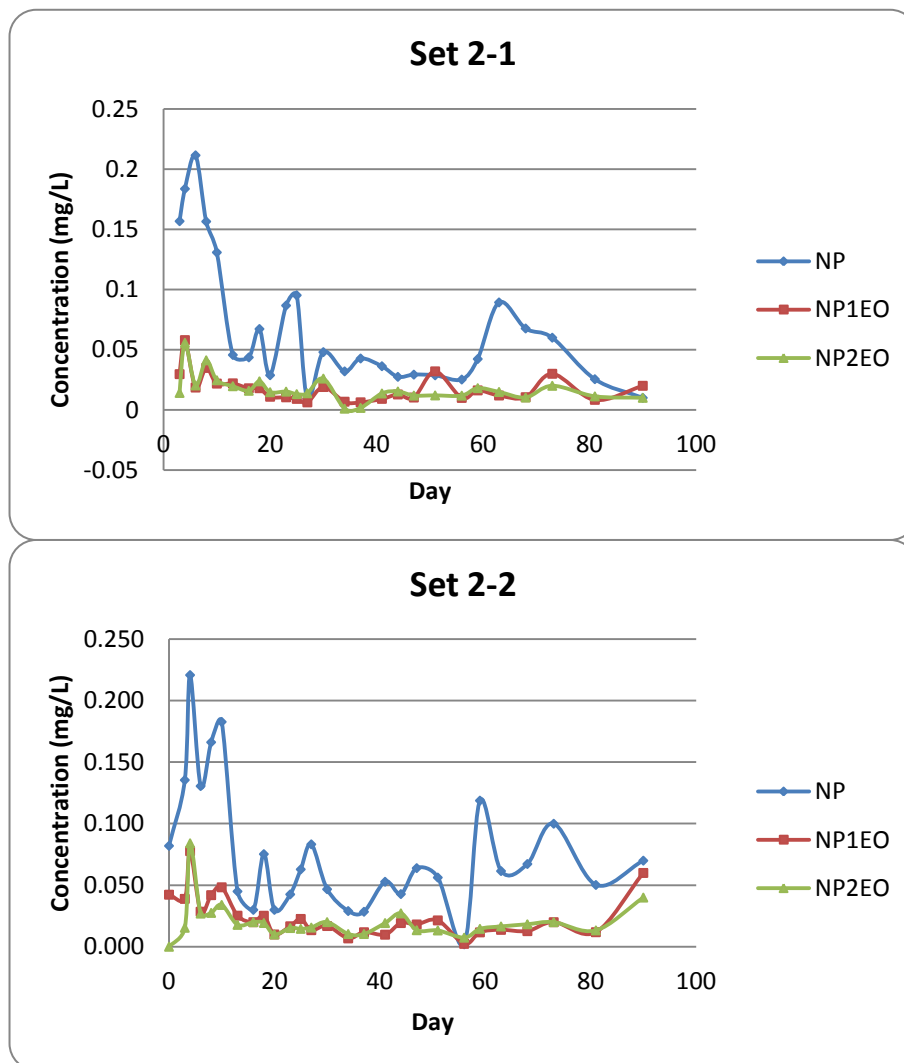 Set 2-1
Concentration (mg/L)
0.25
0.2
0.15
0.1
0.05
0
-0.05
0 20 40 60 80 100
Day
NP
NP1EO
NP2EO
Set 2-2
Concentration (mg/L)
0.250
0.200
0.150
0.100
0.050
0.000
0 20 40 60 80 100
Day
NP
NP1EO
NP2EO